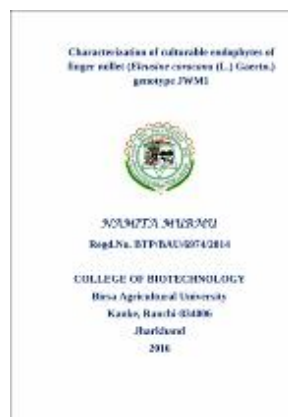 Characterization of culturable endophytes of
finger millet (Eleusine coracana (L.) Gaertn.)
genotype JWM1
NAMITA MURMU
Regd.No. BTP/BAU/6974/2014
COLLEGE OF BIOTECHNOLOGY
Birsa Agricultural University
Kanke, Ranchi-834006
Jharkhand
2016